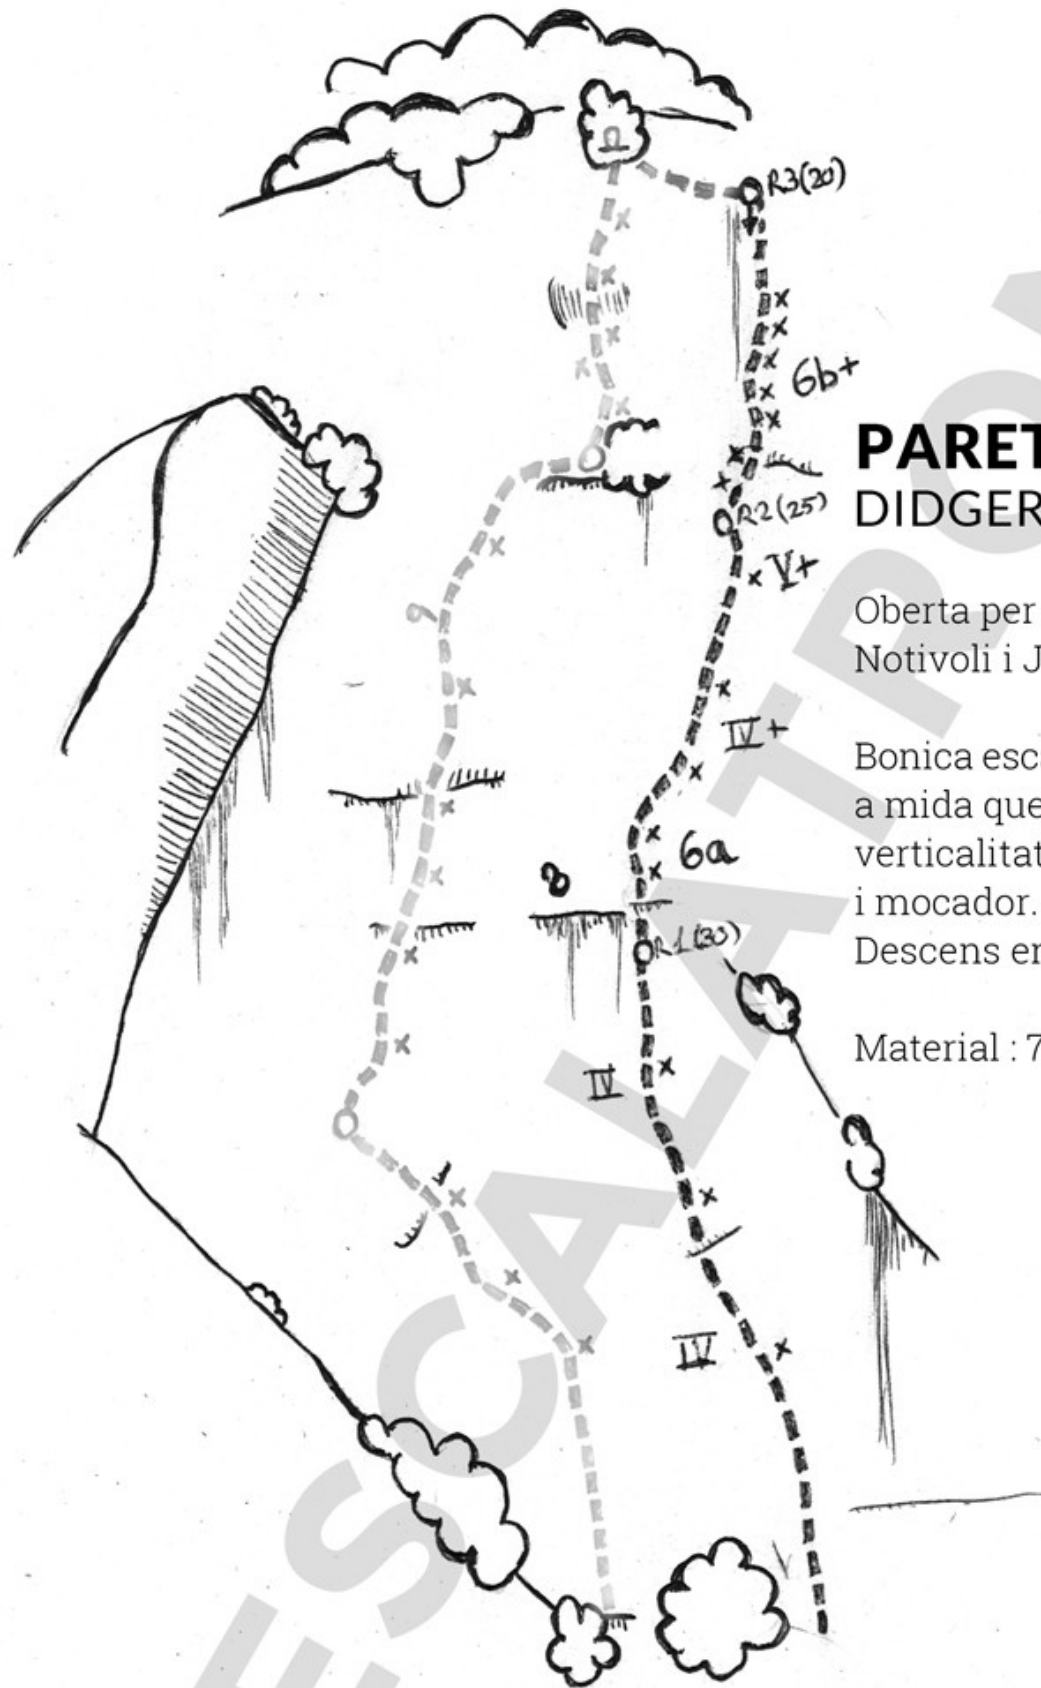 R3(20)
6b+
R2(25)
V+
IV+
6a
R1(30)
IV
IV
PARET
DIDGER
Oberta per
Notivoli i J
Bonica esc
a mida que
verticalitat
i mocador.
Descens en
Material : 7
ESCALATRO